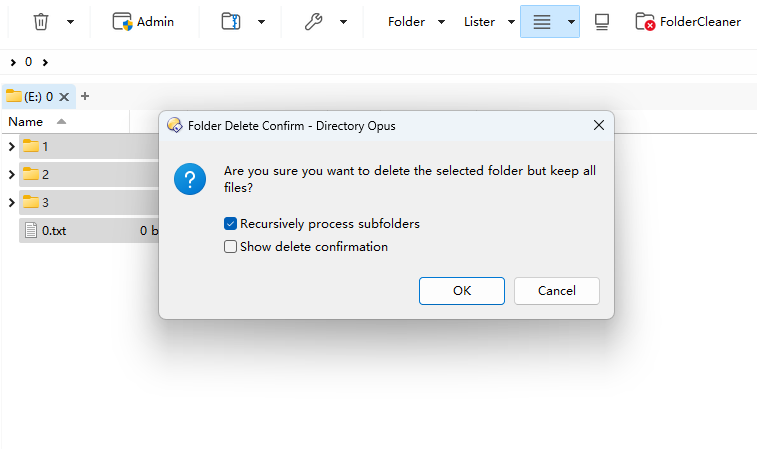 Admin
Folder
Lister
FolderCleaner
0
(E:) 0
Name
1
2
3
0.txt 0 b
Folder Delete Confirm - Directory Opus
Are you sure you want to delete the selected folder but keep all
files?
Recursively process subfolders
Show delete confirmation
OK
Cancel